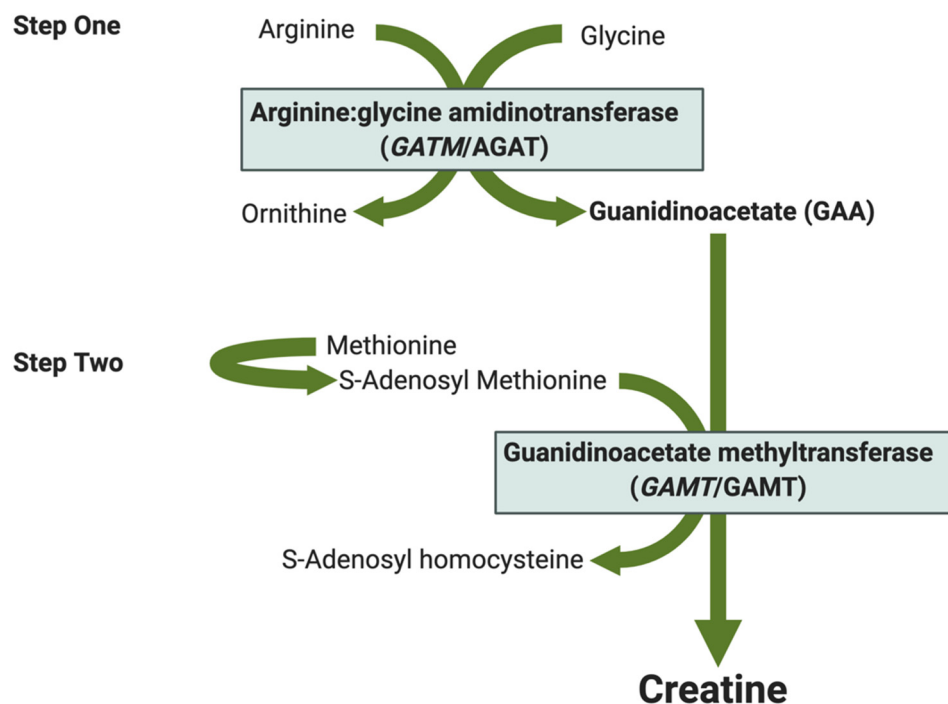 Step One
Arginine
Glycine
Arginine:glycine amidinotransferase
(GATM/AGAT)
Ornithine
Guanidinoacetate (GAA)
Step Two
Methionine
S-Adenosyl Methionine
Guanidinoacetate methyltransferase
(GAMT/GAMT)
S-Adenosyl homocysteine
Creatine